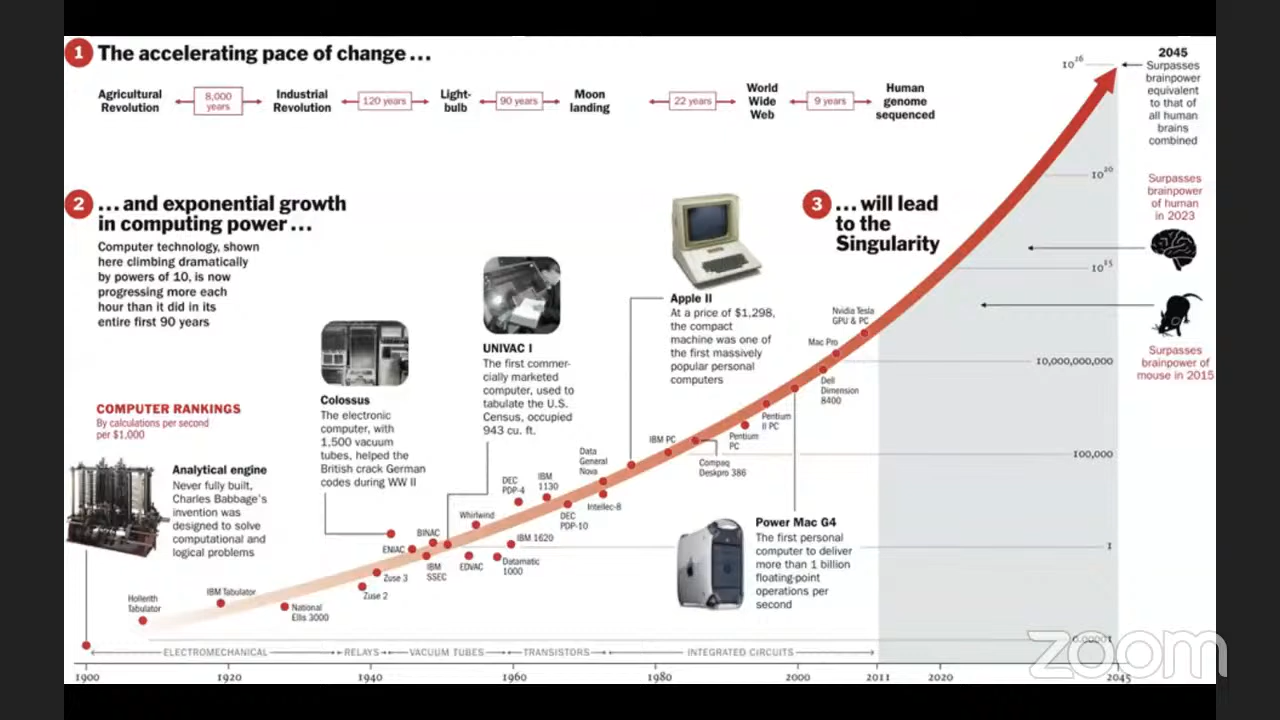 1 The accelerating pace of change ...
Agricultural
Revolution
8,000
years
Industrial
Revolution
120 years
Light-
bulb
90 years
Moon
landing
22 years
World
Wide
Web
9 years
Human
genome
sequenced
2 ... and exponential growth
in computing power ...
Computer technology, shown
here climbing dramatically
by powers of 10, is now
progressing more each
hour than it did in its
entire first 90 years
3 ... will lead
to the
Singularity
2045
Surpasses
brainpower
equivalent
to that of
all human
brains
combined
Surpasses
brainpower
of human
in 2023
Surpasses
brainpower of
mouse in 2015
10²⁶
10²⁰
10¹⁵
10,000,000,000
100,000
1
0.00001
COMPUTER RANKINGS
By calculations per second
per $1,000
Analytical engine
Never fully built,
Charles Babbage's
invention was
designed to solve
computational and
logical problems
Colossus
The electronic
computer, with
1,500 vacuum
tubes, helped the
British crack German
codes during WW II
UNIVAC I
The first commer-
cially marketed
computer, used to
tabulate the U.S.
Census, occupied
943 cu. ft.
Apple II
At a price of $1,298,
the compact
machine was one of
the first massively
popular personal
computers
Power Mac G4
The first personal
computer to deliver
more than 1 billion
floating-point
operations per
second
Hollerith
Tabulator
IBM Tabulator
National
Ellis 3000
Zuse 2
Zuse 3
ENIAC
BINAC
IBM
SSEC
Whirlwind
EDVAC
DEC
PDP-4
IBM
1130
IBM 1620
Datamatic
1000
DEC
PDP-10
Data
General
Nova
Intellec-8
IBM PC
Compaq
Deskpro 386
Pentium
PC
Pentium
II PC
Dell
Dimension
8400
Mac Pro
Nvidia Tesla
GPU & PC
ELECTROMECHANICAL
RELAYS
VACUUM TUBES
TRANSISTORS
INTEGRATED CIRCUITS
1900
1920
1940
1960
1980
2000
2011
2020
2045
zoom